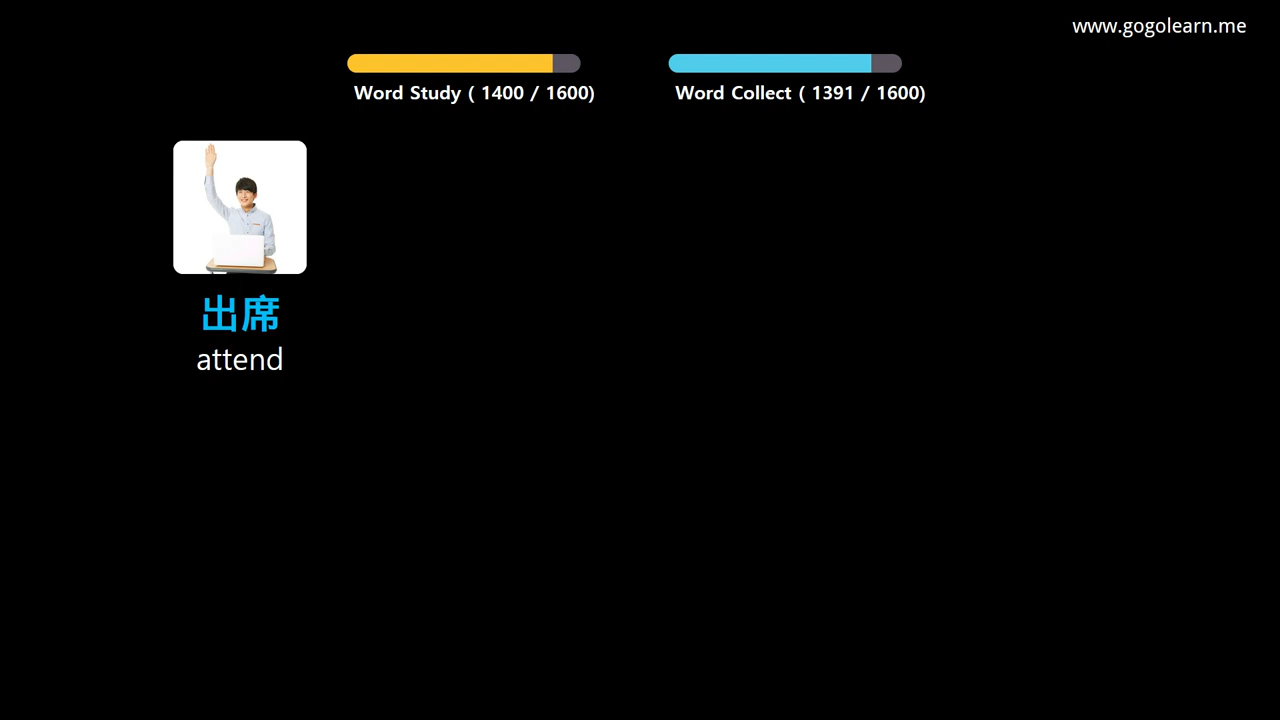 www.gogolearn.me
Word Study ( 1400 / 1600)
Word Collect ( 1391 / 1600)
出席
attend